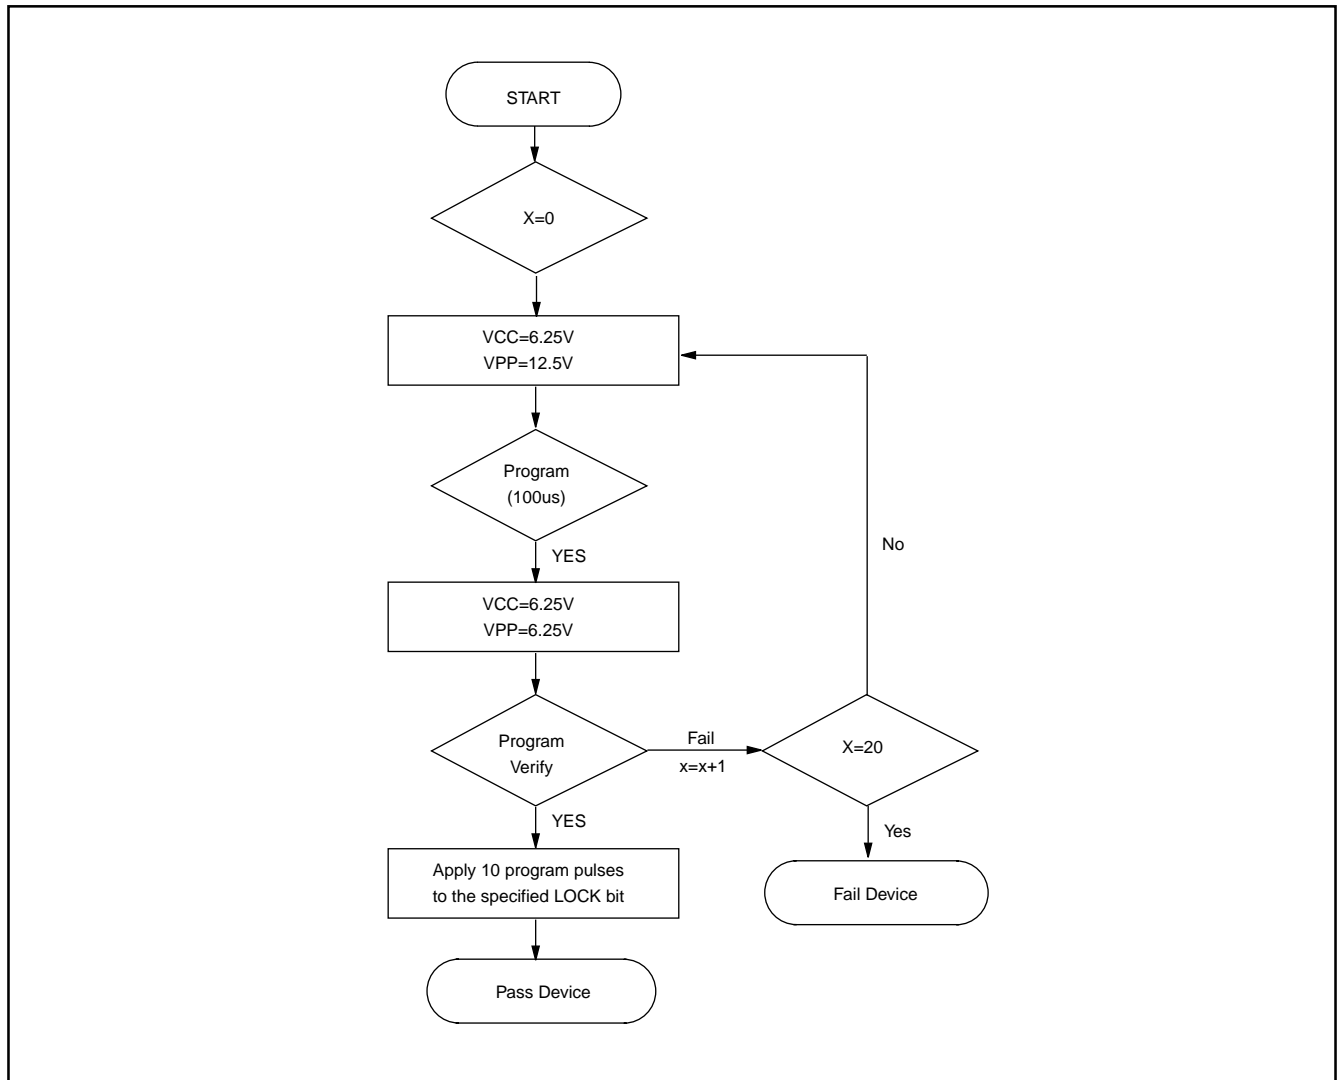 START
X=0
VCC=6.25V
VPP=12.5V
Program
(100us)
YES
No
VCC=6.25V
VPP=6.25V
Program
Verify
Fail
x=x+1
X=20
YES
Yes
Apply 10 program pulses
to the specified LOCK bit
Fail Device
Pass Device